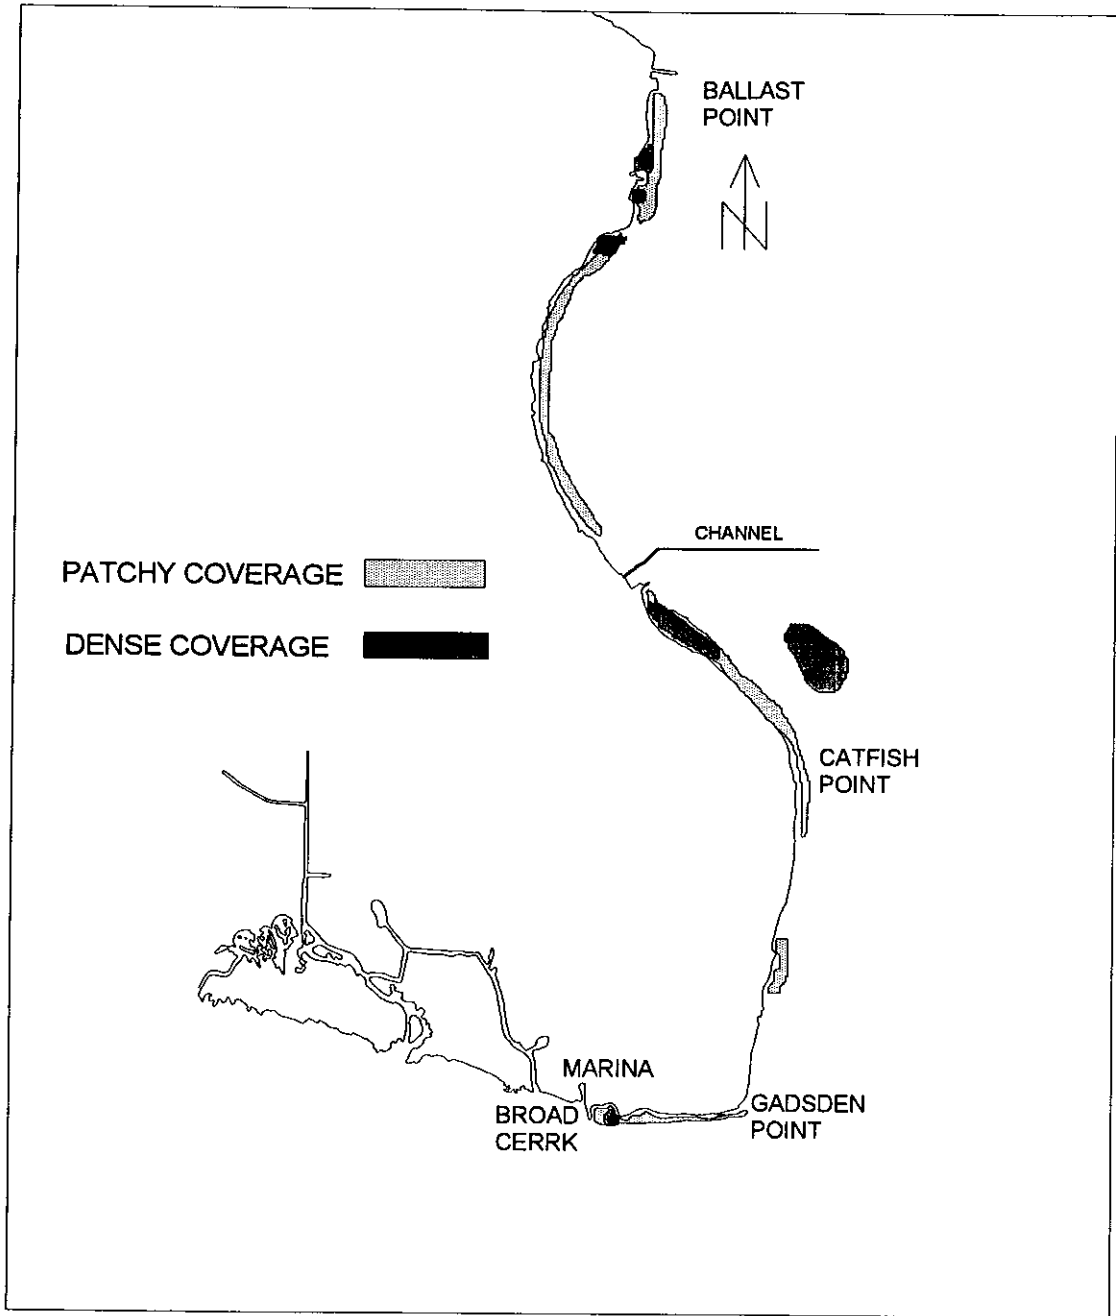 BALLAST
POINT
N
CHANNEL
PATCHY COVERAGE
DENSE COVERAGE
CATFISH
POINT
MARINA
BROAD
CERRK
GADSDEN
POINT